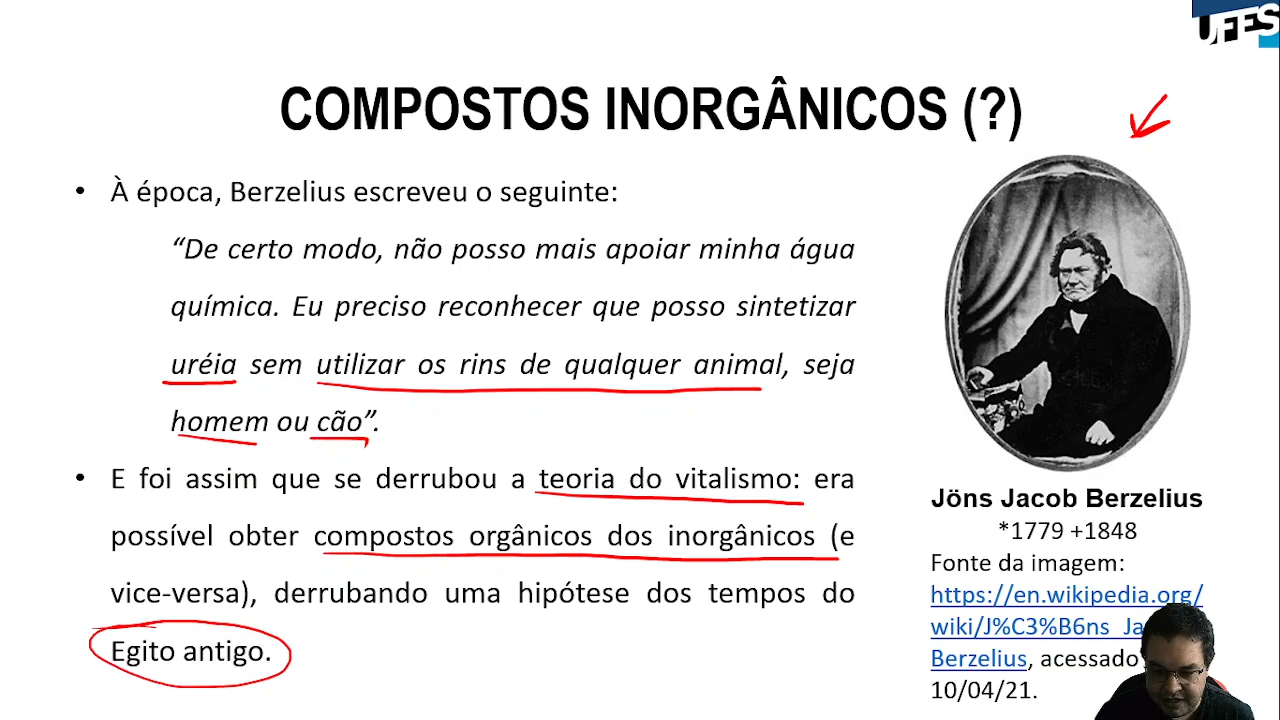 UFES
COMPOSTOS INORGÂNICOS (?)
• À época, Berzelius escreveu o seguinte:
“De certo modo, não posso mais apoiar minha água
química. Eu preciso reconhecer que posso sintetizar
uréia sem utilizar os rins de qualquer animal, seja
homem ou cão”.
• E foi assim que se derrubou a teoria do vitalismo: era
possível obter compostos orgânicos dos inorgânicos (e
vice-versa), derrubando uma hipótese dos tempos do
Egito antigo.
Jöns Jacob Berzelius
*1779 +1848
Fonte da imagem:
https://en.wikipedia.org/
wiki/J%C3%B6ns_Ja
Berzelius, acessado
10/04/21.